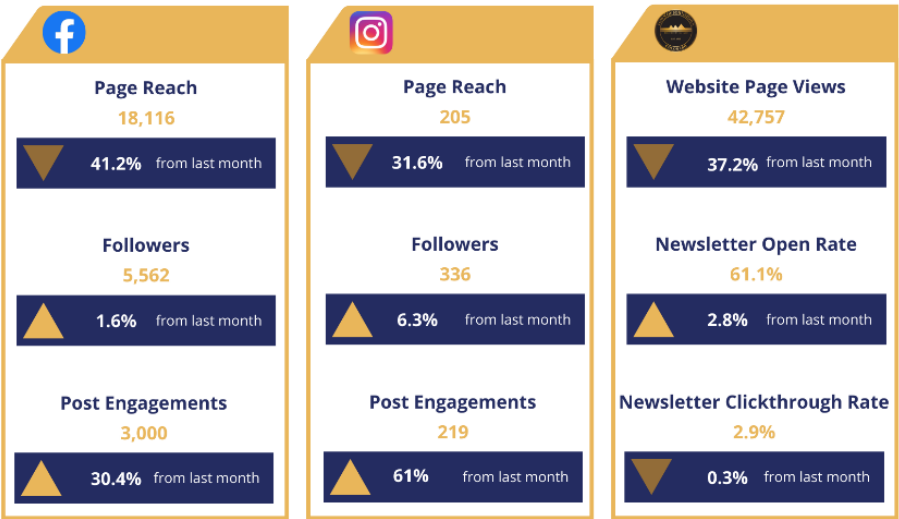 Page Reach
18,116
41.2% from last month
Followers
5,562
1.6% from last month
Post Engagements
3,000
30.4% from last month
Page Reach
205
31.6% from last month
Followers
336
6.3% from last month
Post Engagements
219
61% from last month
Website Page Views
42,757
37.2% from last month
Newsletter Open Rate
61.1%
2.8% from last month
Newsletter Clickthrough Rate
2.9%
0.3% from last month